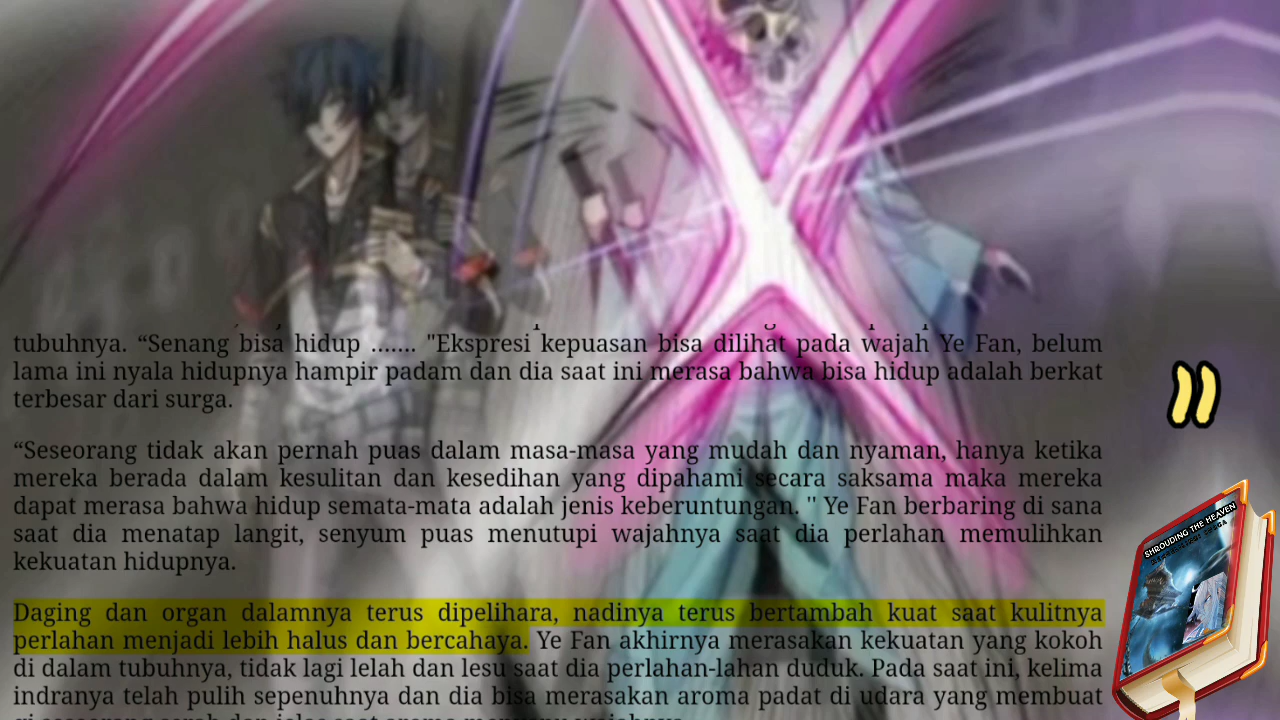 tubuhnya. “Senang bisa hidup ....... "Ekspresi kepuasan bisa dilihat pada wajah Ye Fan, belum
lama ini nyala hidupnya hampir padam dan dia saat ini merasa bahwa bisa hidup adalah berkat
terbesar dari surga.
“Seseorang tidak akan pernah puas dalam masa-masa yang mudah dan nyaman, hanya ketika
mereka berada dalam kesulitan dan kesedihan yang dipahami secara saksama maka mereka
dapat merasa bahwa hidup semata-mata adalah jenis keberuntungan. '' Ye Fan berbaring di sana
saat dia menatap langit, senyum puas menutupi wajahnya saat dia perlahan memulihkan
kekuatan hidupnya.
Daging dan organ dalamnya terus dipelihara, nadinya terus bertambah kuat saat kulitnya
perlahan menjadi lebih halus dan bercahaya. Ye Fan akhirnya merasakan kekuatan yang kokoh
di dalam tubuhnya, tidak lagi lelah dan lesu saat dia perlahan-lahan duduk. Pada saat ini, kelima
indranya telah pulih sepenuhnya dan dia bisa merasakan aroma padat di udara yang membuat
SHROUDING THE HEAVEN